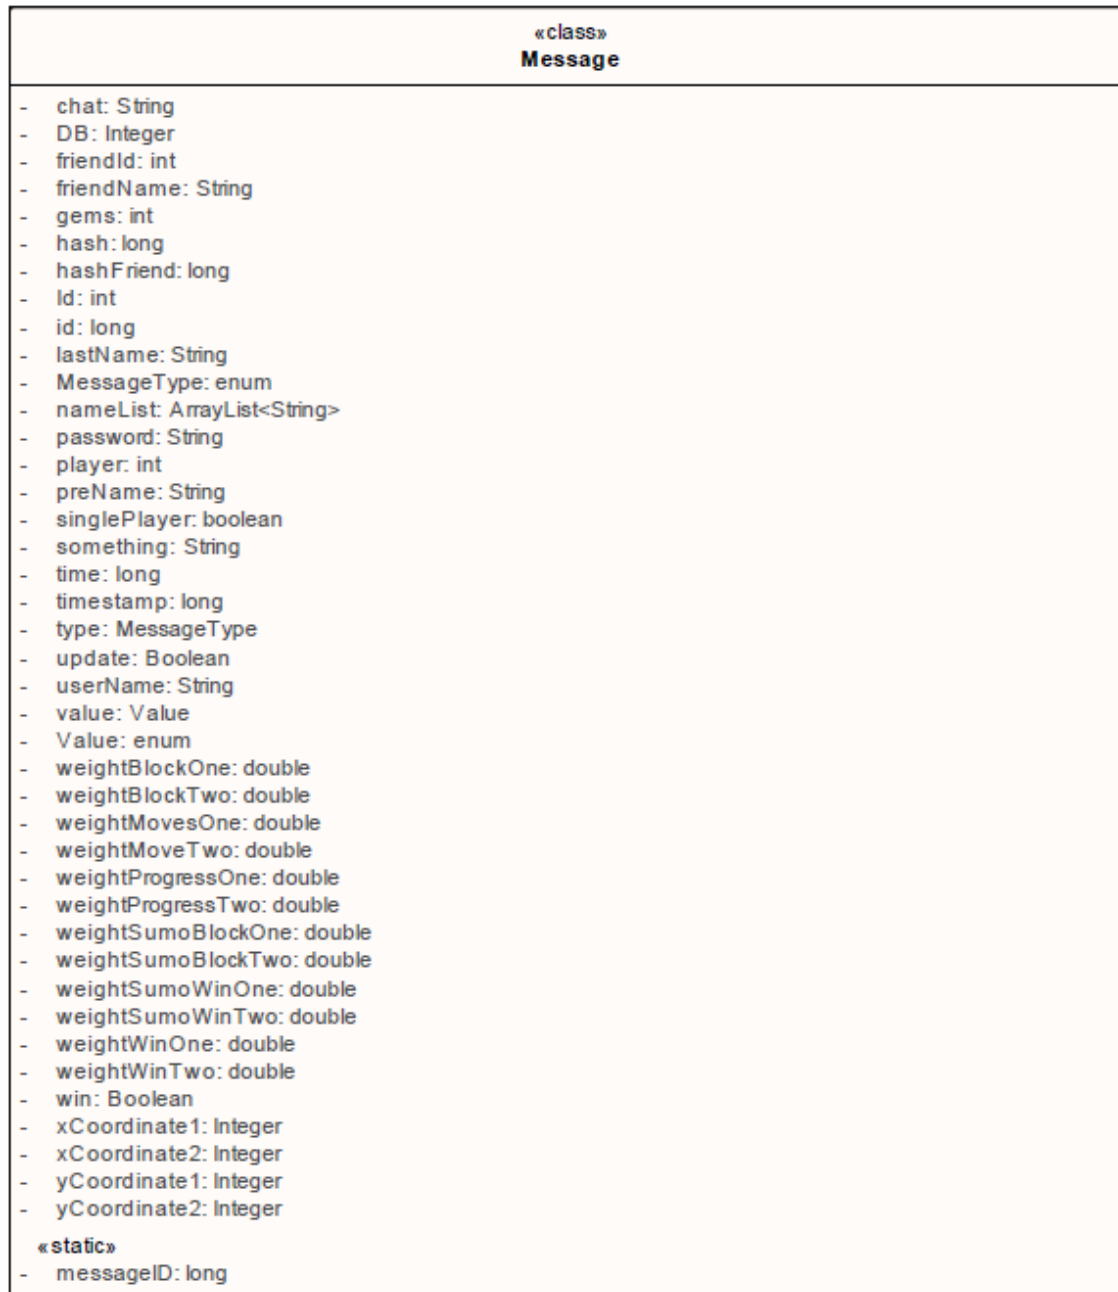 «class»
Message
- chat: String
- DB: Integer
- friendId: int
- friendName: String
- gems: int
- hash: long
- hashFriend: long
- Id: int
- id: long
- lastName: String
- MessageType: enum
- nameList: ArrayList<String>
- password: String
- player: int
- preName: String
- singlePlayer: boolean
- something: String
- time: long
- timestamp: long
- type: MessageType
- update: Boolean
- userName: String
- value: Value
- Value: enum
- weightBlockOne: double
- weightBlockTwo: double
- weightMovesOne: double
- weightMoveTwo: double
- weightProgressOne: double
- weightProgressTwo: double
- weightSumoBlockOne: double
- weightSumoBlockTwo: double
- weightSumoWinOne: double
- weightSumoWinTwo: double
- weightWinOne: double
- weightWinTwo: double
- win: Boolean
- xCoordinate1: Integer
- xCoordinate2: Integer
- yCoordinate1: Integer
- yCoordinate2: Integer
«static»
- messageID: long